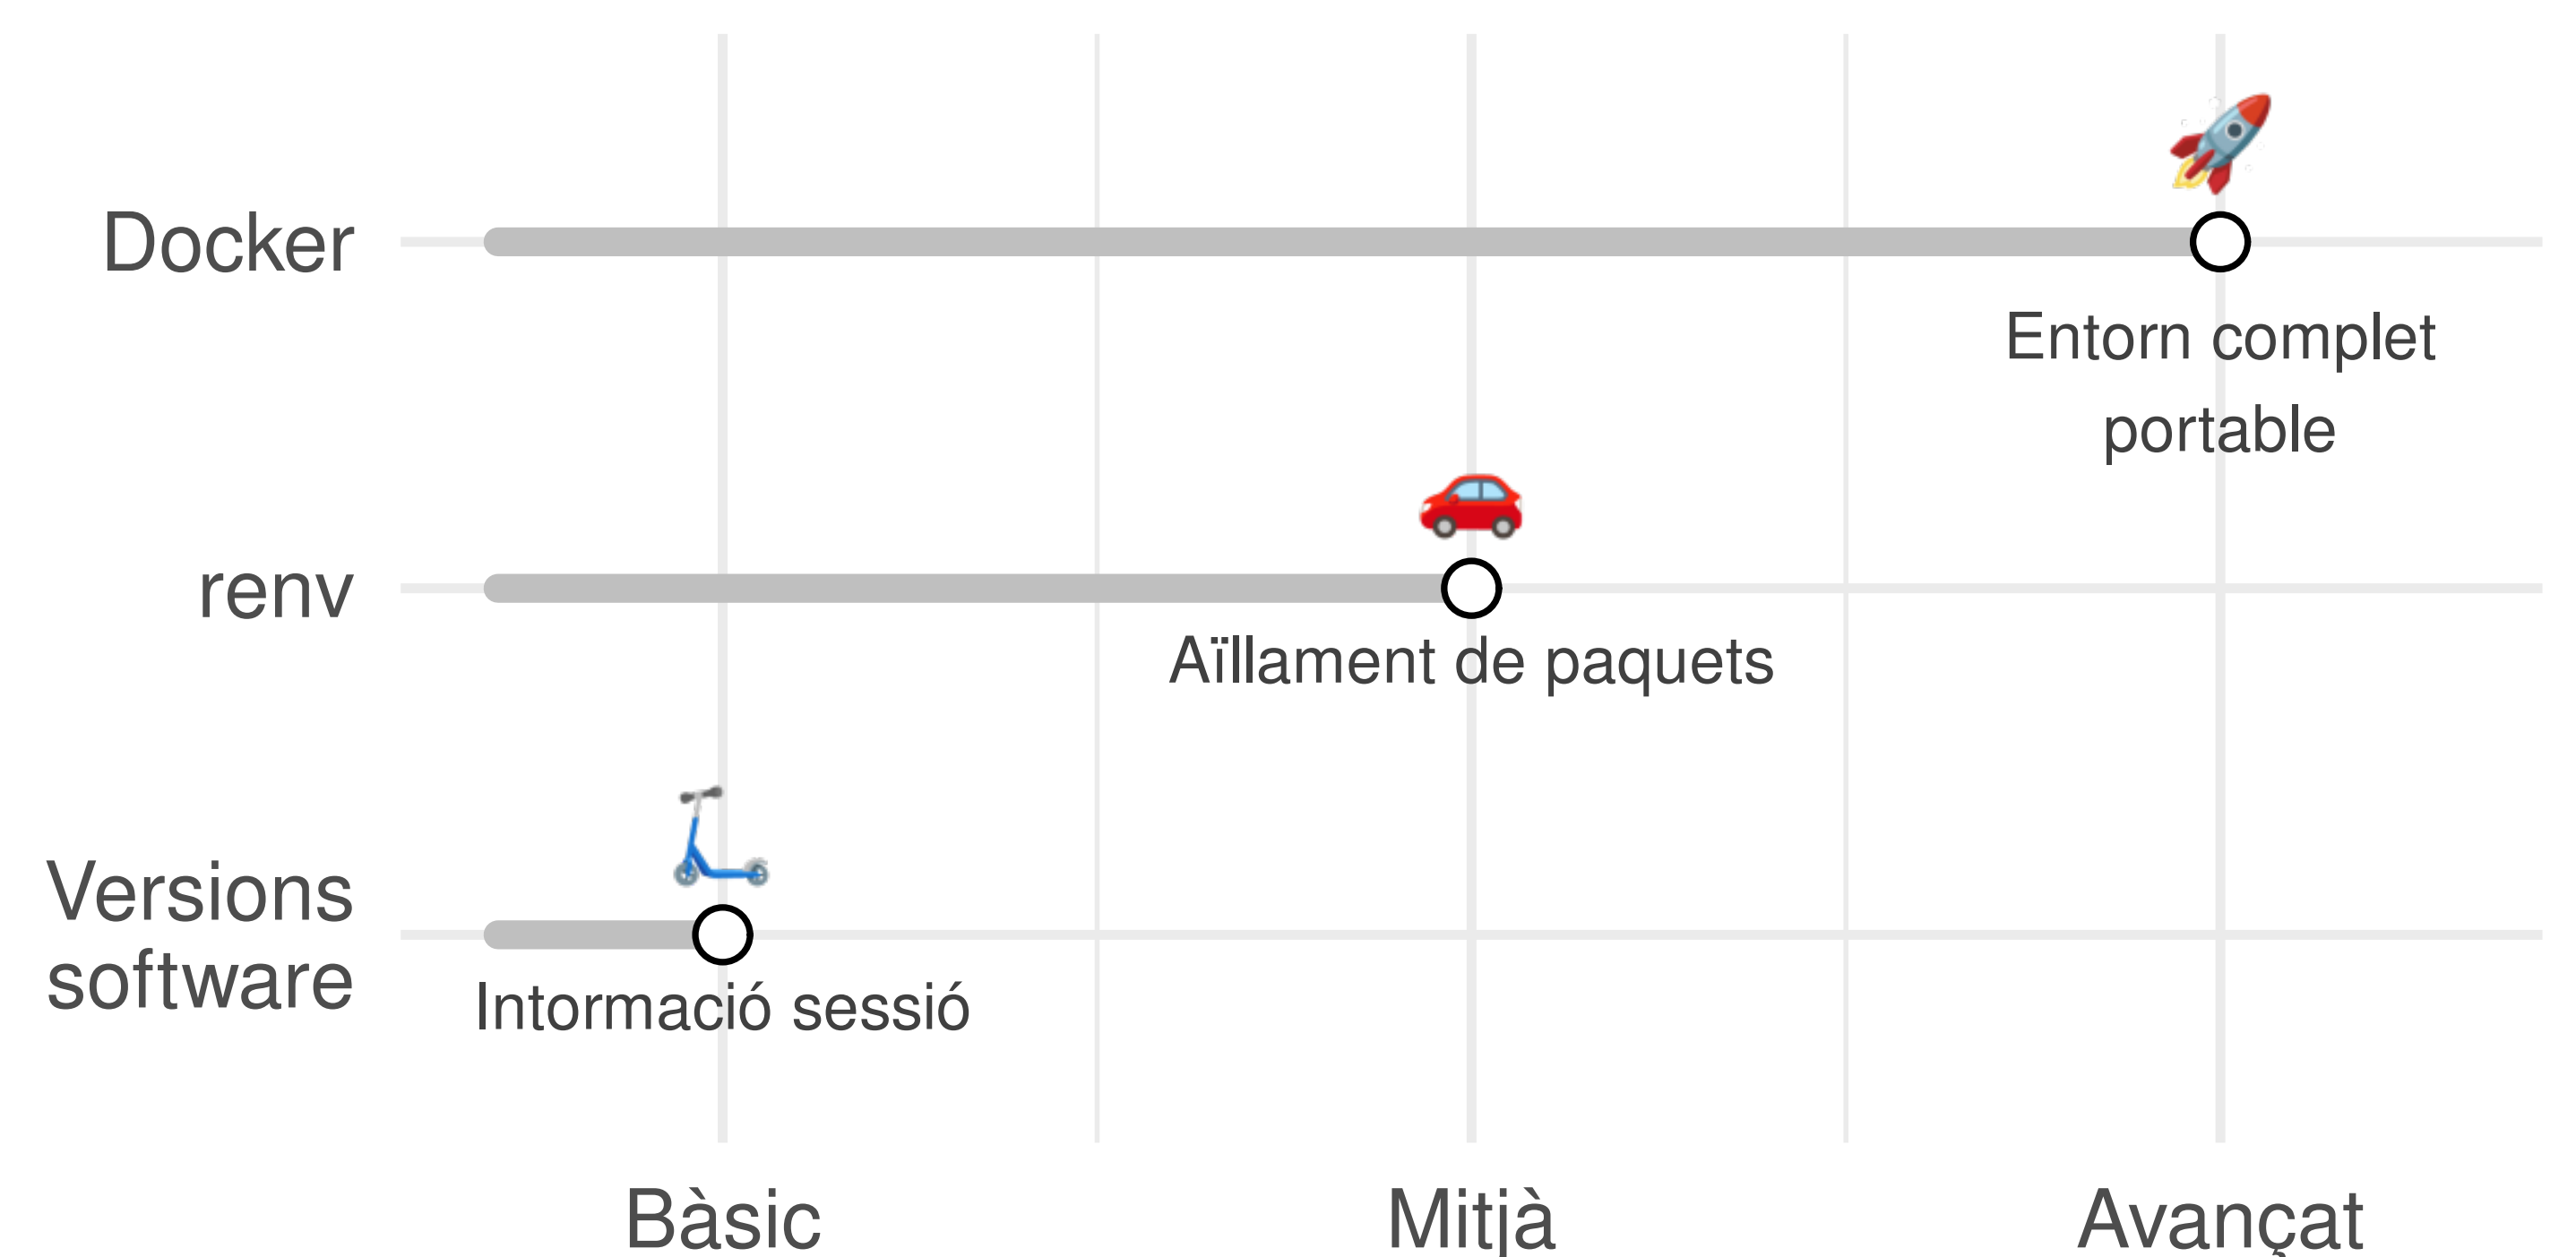 Docker
Entorn complet
portable
renv
Aïllament de paquets
Versions
software
Intormació sessió
Bàsic
Mitjà
Avançat